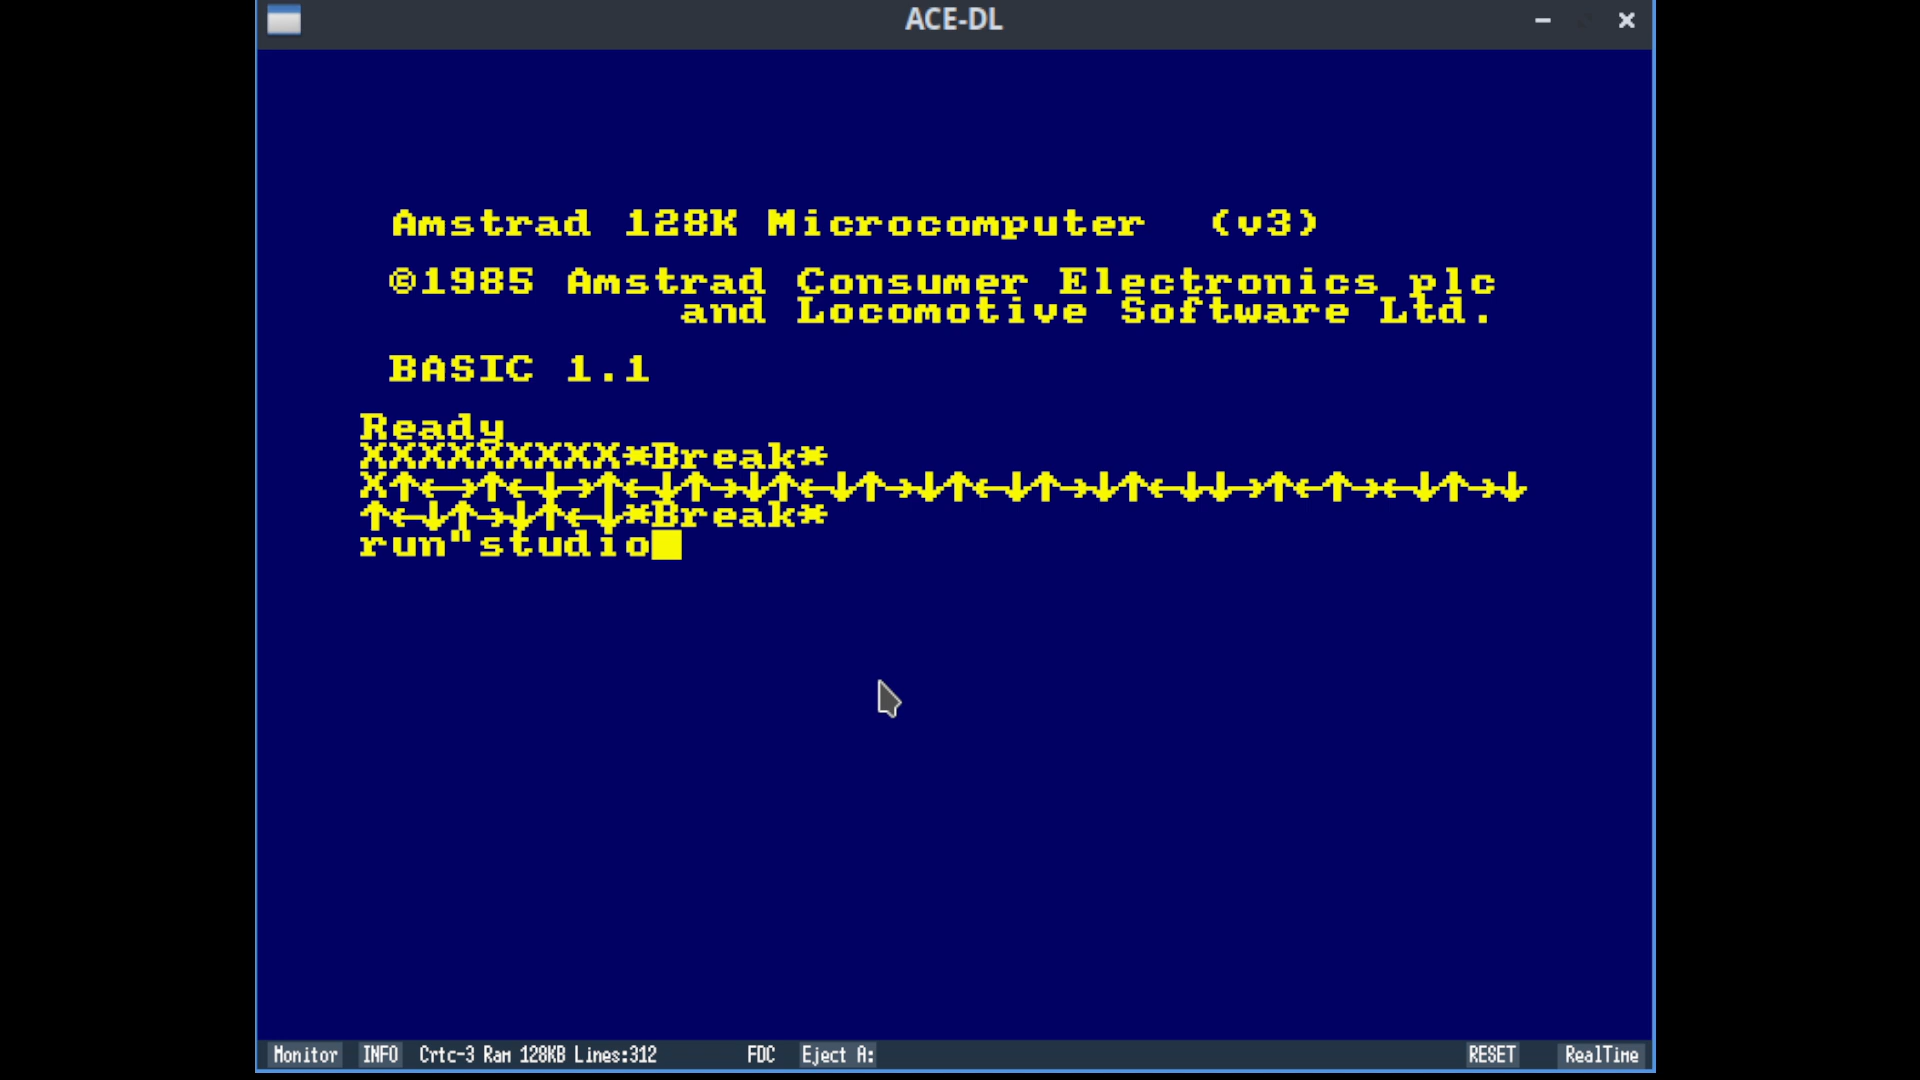 ACE-DL
Amstrad 128K Microcomputer (v3)
©1985 Amstrad Consumer Electronics plc
and Locomotive Software Ltd.
BASIC 1.1
Ready
XXXXXXXXX*Break*
X↑←→↑←↓→↑←↓↑→↓↑←↓↑→↓↑←↓↑→↓↑←↓↓→↑←↑→←↓↑→↓
↑←↓↑→↓↑←↓*Break*
run"studio
Monitor INFO Crtc-3 Ram 128KB Lines:312 FDC Eject A: RESET RealTime